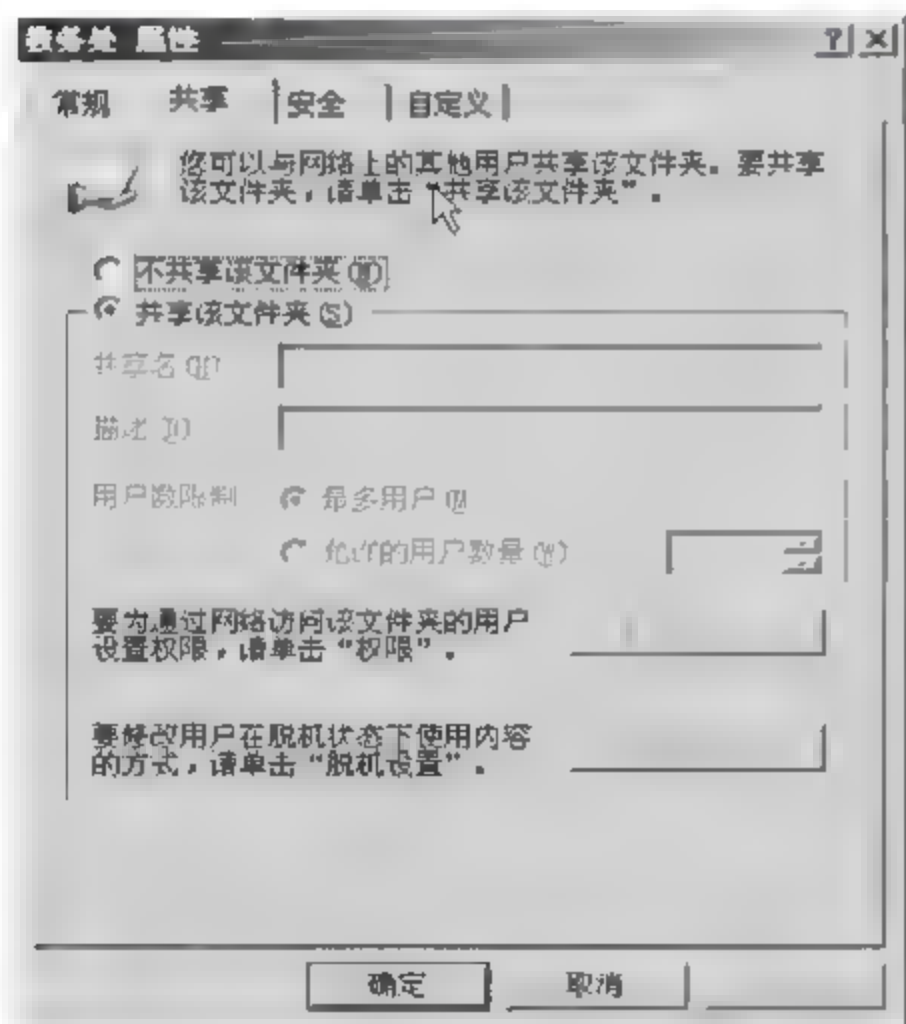 教务处 属性
常规 共享 安全 自定义
您可以与网络上的其他用户共享该文件夹。要共享
该文件夹，请单击“共享该文件夹”。
不共享该文件夹(N)
共享该文件夹(S)
共享名(H)
描述
用户数限制
最多用户(M
允许的用户数量(W)
要为通过网络访问该文件夹的用户
设置权限，请单击“权限”。
要修改用户在脱机状态下使用内容
的方式，请单击“脱机设置”。
确定 取消